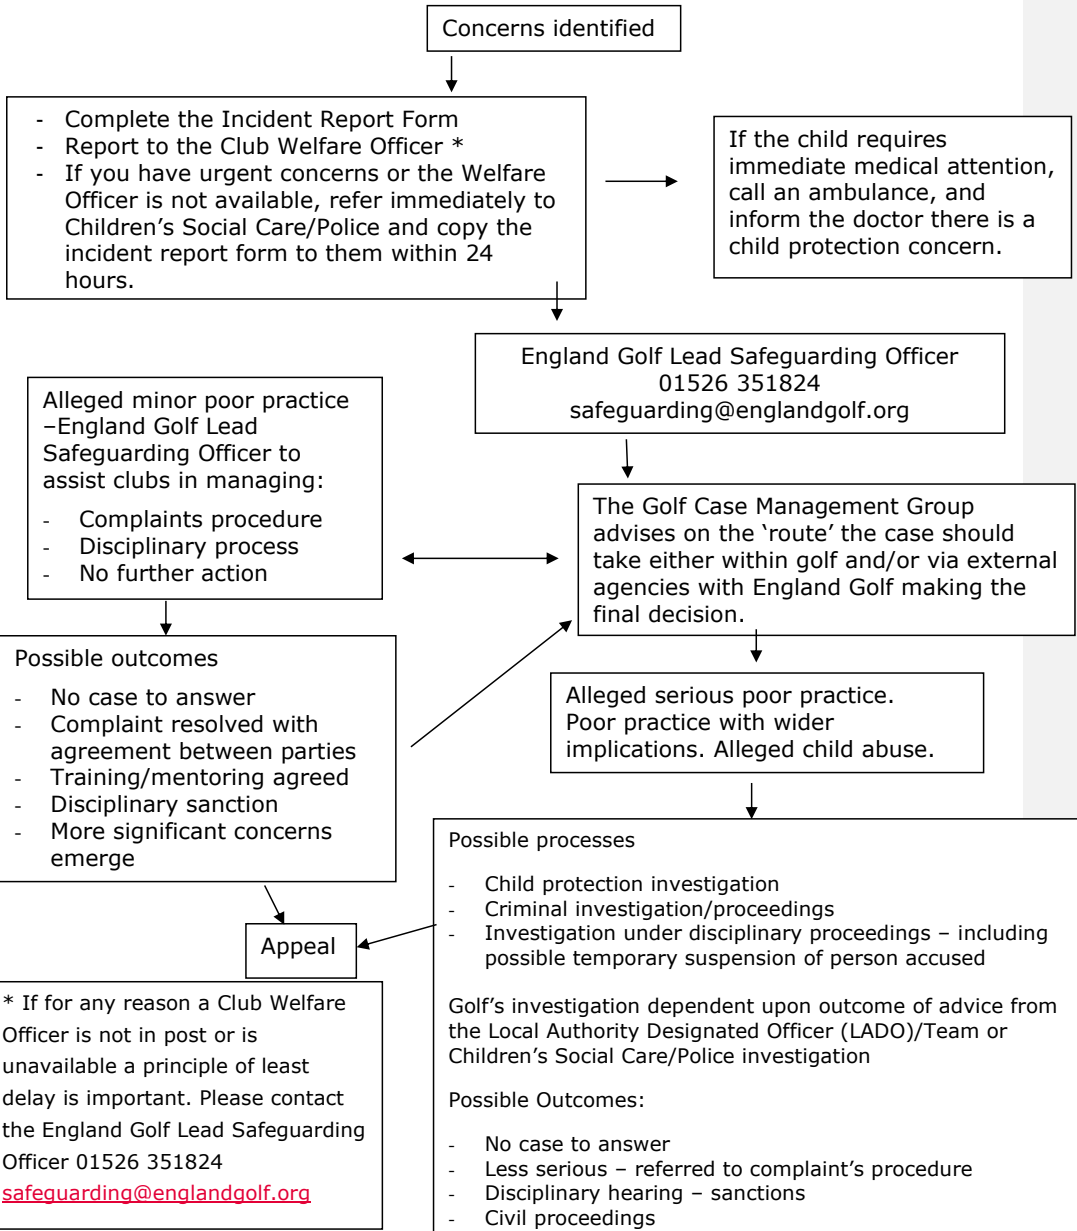 Concerns identified
- Complete the Incident Report Form
- Report to the Club Welfare Officer *
- If you have urgent concerns or the Welfare
Officer is not available, refer immediately to
Children’s Social Care/Police and copy the
incident report form to them within 24
hours.
If the child requires
immediate medical attention,
call an ambulance, and
inform the doctor there is a
child protection concern.
England Golf Lead Safeguarding Officer
01526 351824
safeguarding@englandgolf.org
Alleged minor poor practice
–England Golf Lead
Safeguarding Officer to
assist clubs in managing:
- Complaints procedure
- Disciplinary process
- No further action
The Golf Case Management Group
advises on the ‘route’ the case should
take either within golf and/or via external
agencies with England Golf making the
final decision.
Possible outcomes
- No case to answer
- Complaint resolved with
agreement between parties
- Training/mentoring agreed
- Disciplinary sanction
- More significant concerns
emerge
Alleged serious poor practice.
Poor practice with wider
implications. Alleged child abuse.
Possible processes
- Child protection investigation
- Criminal investigation/proceedings
- Investigation under disciplinary proceedings – including
possible temporary suspension of person accused
Golf’s investigation dependent upon outcome of advice from
the Local Authority Designated Officer (LADO)/Team or
Children’s Social Care/Police investigation
Possible Outcomes:
- No case to answer
- Less serious – referred to complaint’s procedure
- Disciplinary hearing – sanctions
- Civil proceedings
Appeal
* If for any reason a Club Welfare
Officer is not in post or is
unavailable a principle of least
delay is important. Please contact
the England Golf Lead Safeguarding
Officer 01526 351824
safeguarding@englandgolf.org